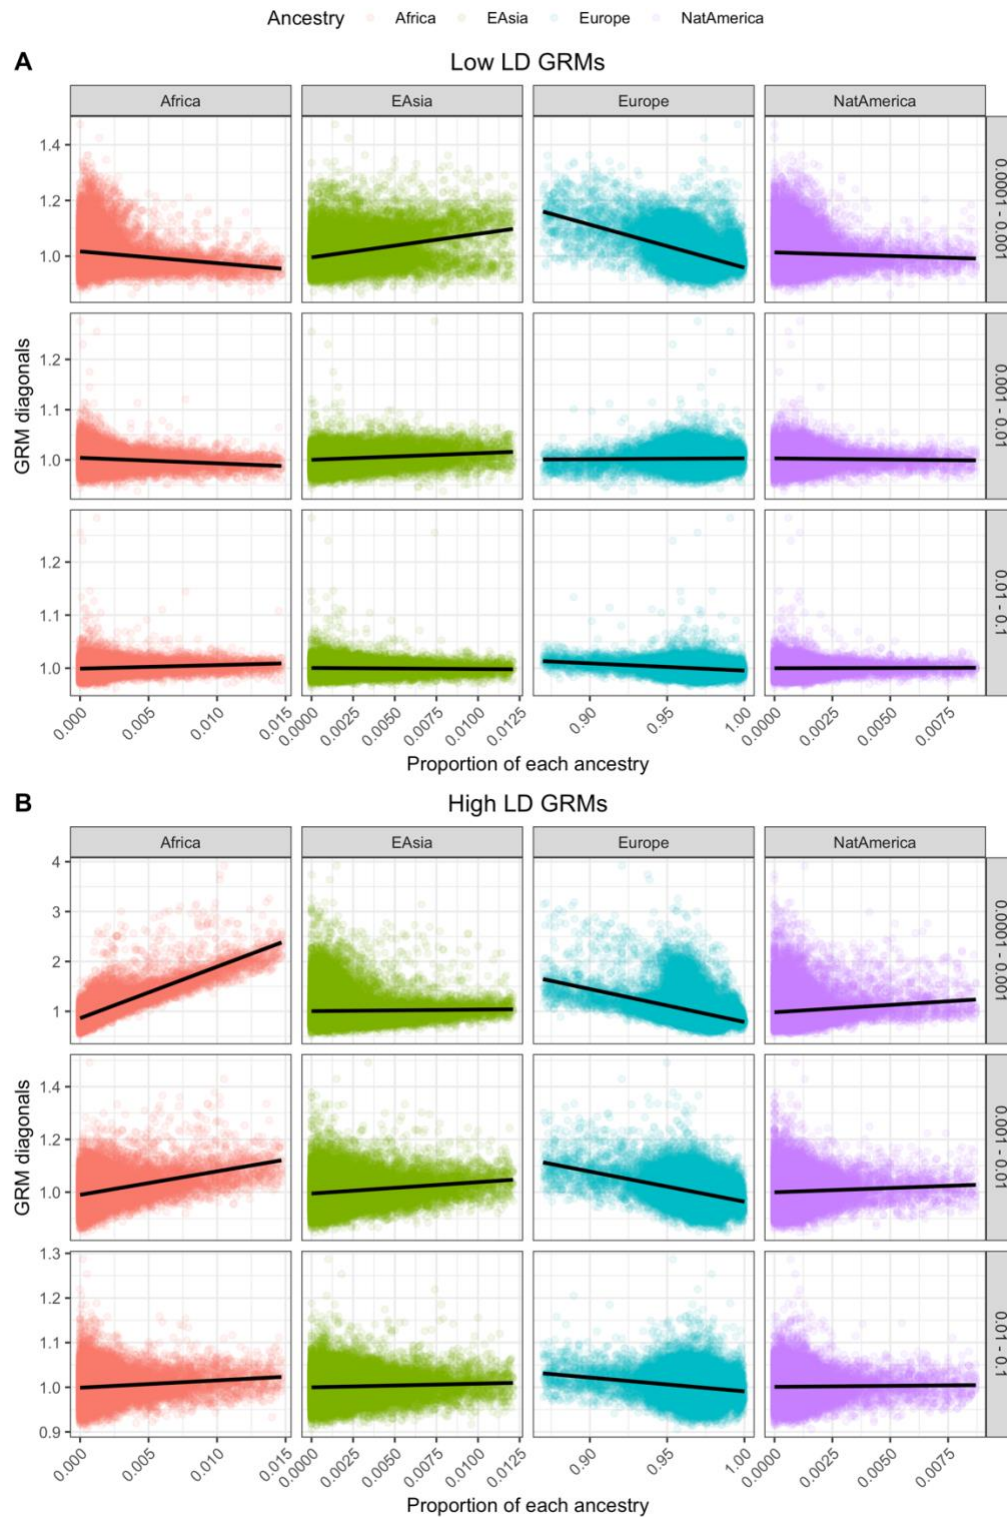 Ancestry Africa EAsia Europe NatAmerica
A
Low LD GRMs
Africa EAsia Europe NatAmerica
1.4
1.2
1.0
0.0001 - 0.001
GRM diagonals
1.2
1.1
1.0
0.001 - 0.01
1.2
1.1
1.0
0.01 - 0.1
0.000 0.005 0.010 0.015 0.0000 0.0025 0.0050 0.0075 0.0100 0.0125 0.90 0.95 1.00 0.0000 0.0025 0.0050 0.0075
Proportion of each ancestry
B
High LD GRMs
Africa EAsia Europe NatAmerica
4
3
2
1
0.0001 - 0.001
GRM diagonals
1.4
1.2
1.0
0.001 - 0.01
1.3
1.2
1.1
1.0
0.9
0.01 - 0.1
0.000 0.005 0.010 0.015 0.0000 0.0025 0.0050 0.0075 0.0100 0.0125 0.90 0.95 1.00 0.0000 0.0025 0.0050 0.0075
Proportion of each ancestry